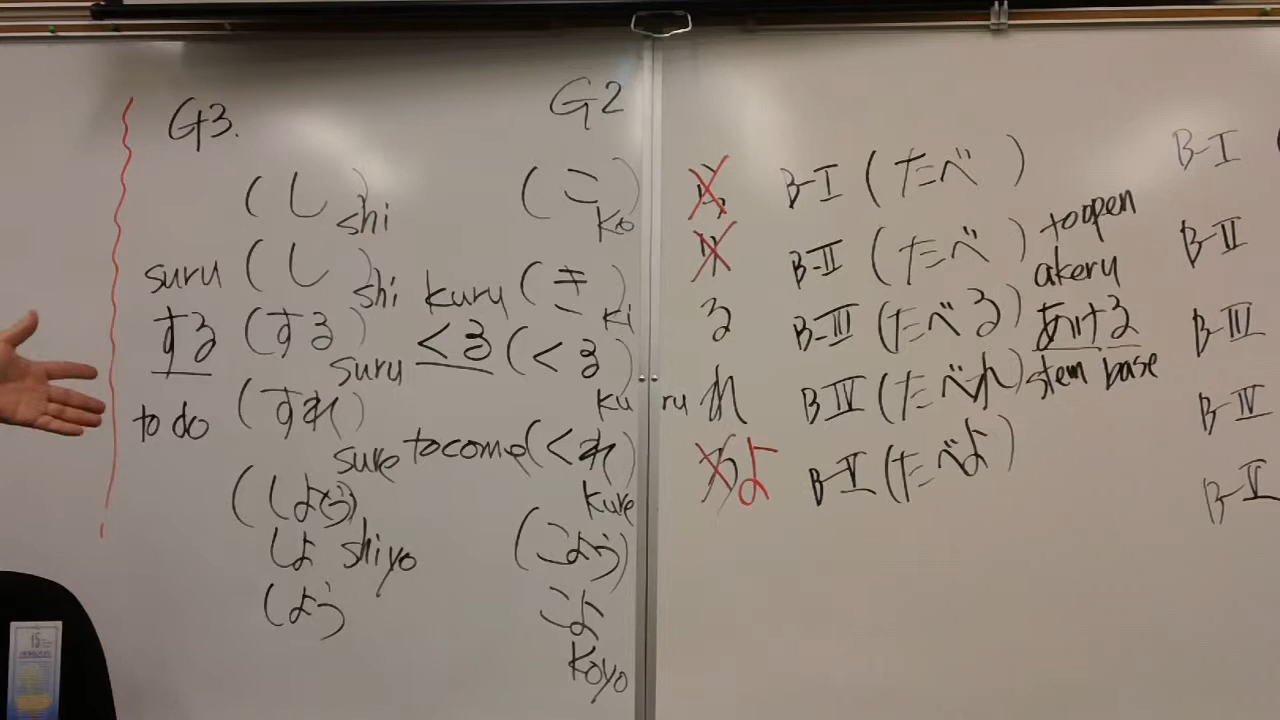 G3.
(し) shi
suru (し) shi
する (する) suru
to do (すれ) sure
(しよう)
しよ shiyo
(しよう
G2
(こ) ko
kuru (き) ki
くる (くる) ku ru
to come (くれ) kure
(こよう)
こよ
koyo
B-I (たべ)
B-II (たべ) to open
akeru
る B-III (たべる) あける
れ B IV (たべれ) stem base
よ B-V (たべよ)
B-I (
B-II
B-III
B-IV
B-V
15